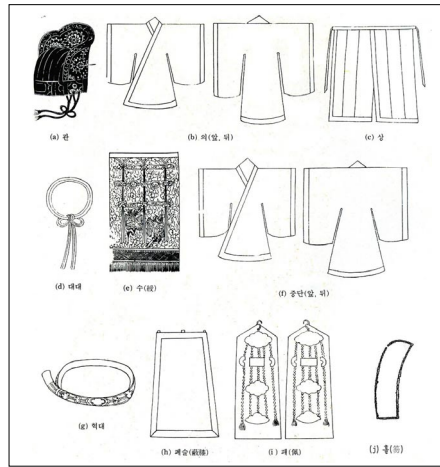 (a) 관
(b) 의(앞, 뒤)
(c) 상
(d) 대대
(e) 수(綬)
(f) 중단(앞, 뒤)
(g) 혁대
(h) 폐슬(蔽膝)
(i) 패(佩)
(j) 홀(笏)